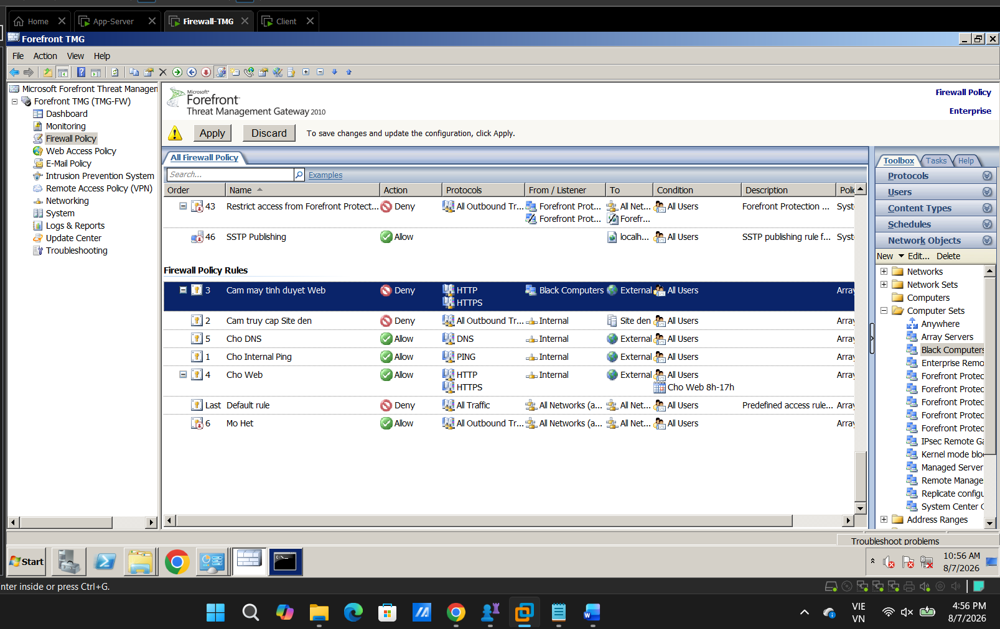 Home
App-Server
Firewall-TMG
Client
Forefront TMG
File Action View Help
Microsoft Forefront Threat Managen
Forefront TMG (TMG-FW)
Dashboard
Monitoring
Firewall Policy
Web Access Policy
E-Mail Policy
Intrusion Prevention System
Remote Access Policy (VPN)
Networking
System
Logs & Reports
Update Center
Troubleshooting
Microsoft
Forefront
Threat Management Gateway 2010
Firewall Policy
Enterprise
Apply Discard To save changes and update the configuration, click Apply.
All Firewall Policy
Search... Examples
Order Name Action Protocols From / Listener To Condition Description Polic
43 Restrict access from Forefront Protect... Deny All Outbound Tr... Forefront Prot... All Net... All Users Forefront Protection ... Syst
Forefront Prot... Forefr...
46 SSTP Publishing Allow localh... All Users SSTP publishing rule f... Syst
Firewall Policy Rules
3 Cam may tinh duyet Web Deny HTTP Black Computers External All Users Array
HTTPS
2 Cam truy cap Site den Deny All Outbound Tr... Internal Site den All Users Array
5 Cho DNS Allow DNS Internal External All Users Array
1 Cho Internal Ping Allow PING Internal External All Users Array
4 Cho Web Allow HTTP Internal External All Users Array
HTTPS Cho Web 8h-17h
Last Default rule Deny All Traffic All Networks (a... All Net... All Users Predefined access rule... Array
6 Mo Het Allow All Outbound Tr... All Networks (a... All Net... All Users Array
Toolbox Tasks Help
Protocols
Users
Content Types
Schedules
Network Objects
New Edit... Delete
Networks
Network Sets
Computers
Computer Sets
Anywhere
Array Servers
Black Computers
Enterprise Remo
Forefront Protec
Forefront Protec
Forefront Protec
Forefront Protec
Forefront Protec
IPsec Remote Ga
Kernel mode blo
Managed Server
Remote Manage
Replicate configu
System Center C
Address Ranges
Troubleshoot problems
Start
10:56 AM
8/7/2026
nter inside or press Ctrl+G.
VIE
VN
4:56 PM
8/7/2026